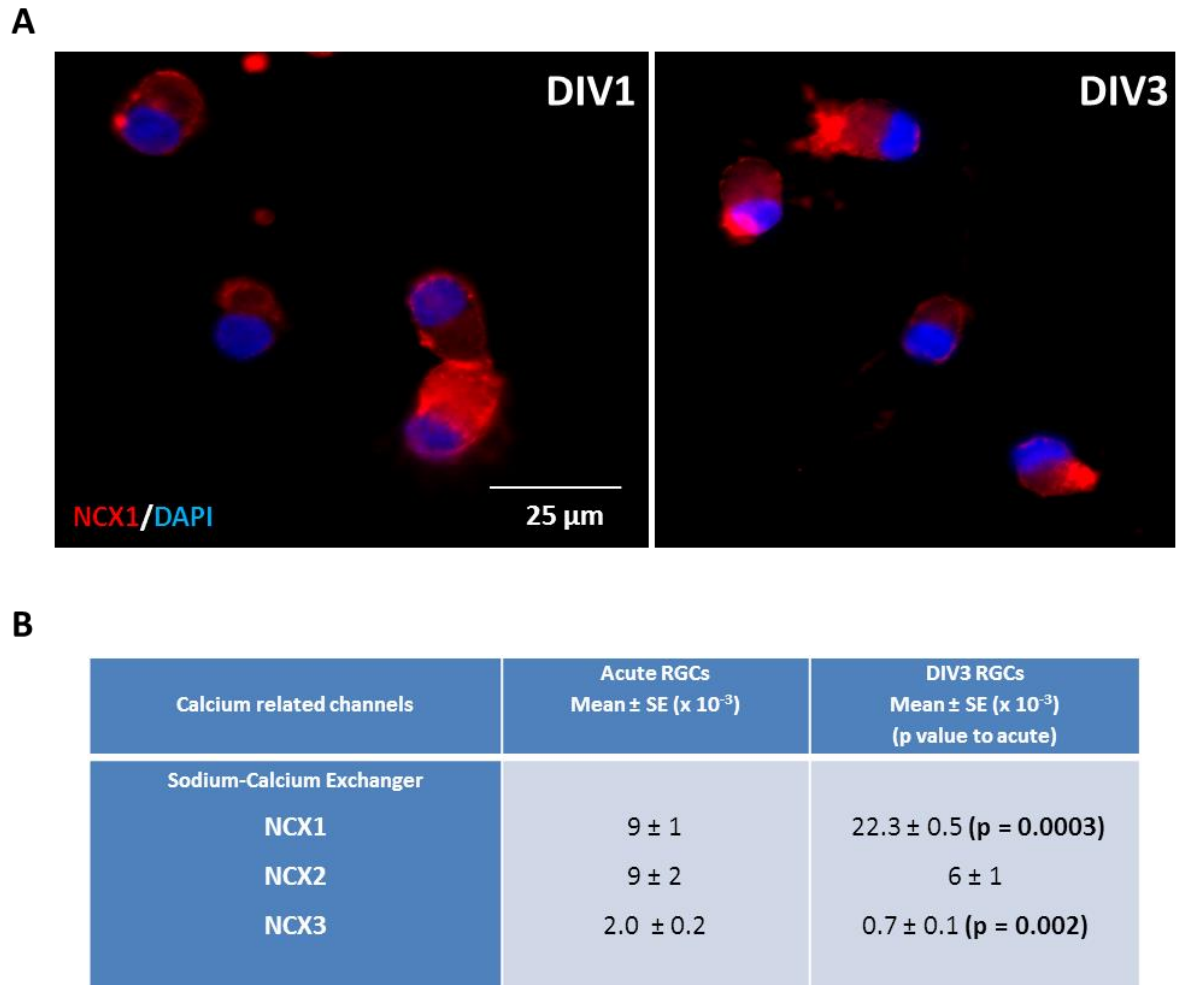 A
DIV1
DIV3
NCX1/DAPI
25 µm
B
Calcium related channels
Acute RGCs
Mean ± SE (x 10⁻³)
DIV3 RGCs
Mean ± SE (x 10⁻³)
(p value to acute)
Sodium-Calcium Exchanger
NCX1
9 ± 1
22.3 ± 0.5 (p = 0.0003)
NCX2
9 ± 2
6 ± 1
NCX3
2.0 ± 0.2
0.7 ± 0.1 (p = 0.002)